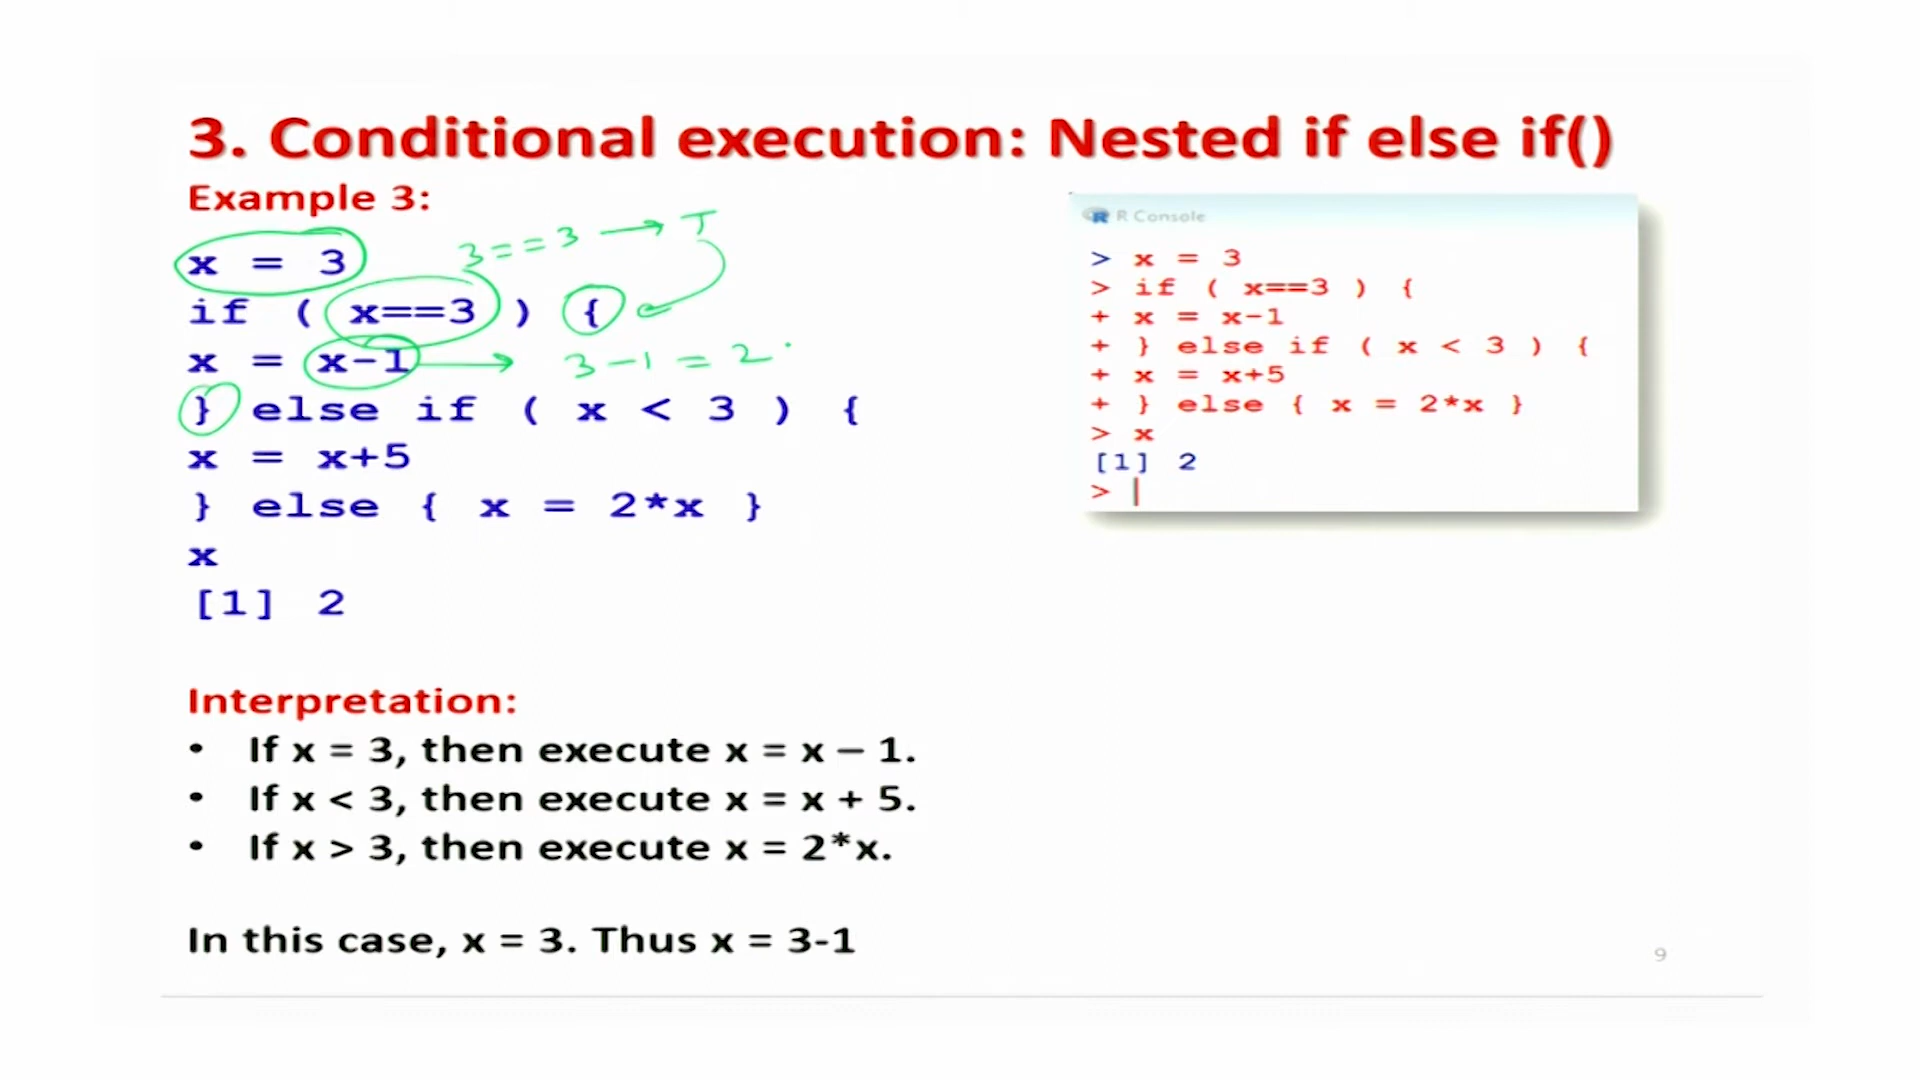 3. Conditional execution: Nested if else if()
Example 3:
x = 3
3==3 → T
if ( x==3 ) {
x = x-1 → 3-1 = 2
} else if ( x < 3 ) {
x = x+5
} else { x = 2*x }
x
[1] 2
Interpretation:
• If x = 3, then execute x = x – 1.
• If x < 3, then execute x = x + 5.
• If x > 3, then execute x = 2*x.
In this case, x = 3. Thus x = 3-1
R Console
> x = 3
> if ( x==3 ) {
+ x = x-1
+ } else if ( x < 3 ) {
+ x = x+5
+ } else { x = 2*x }
> x
[1] 2
>
9